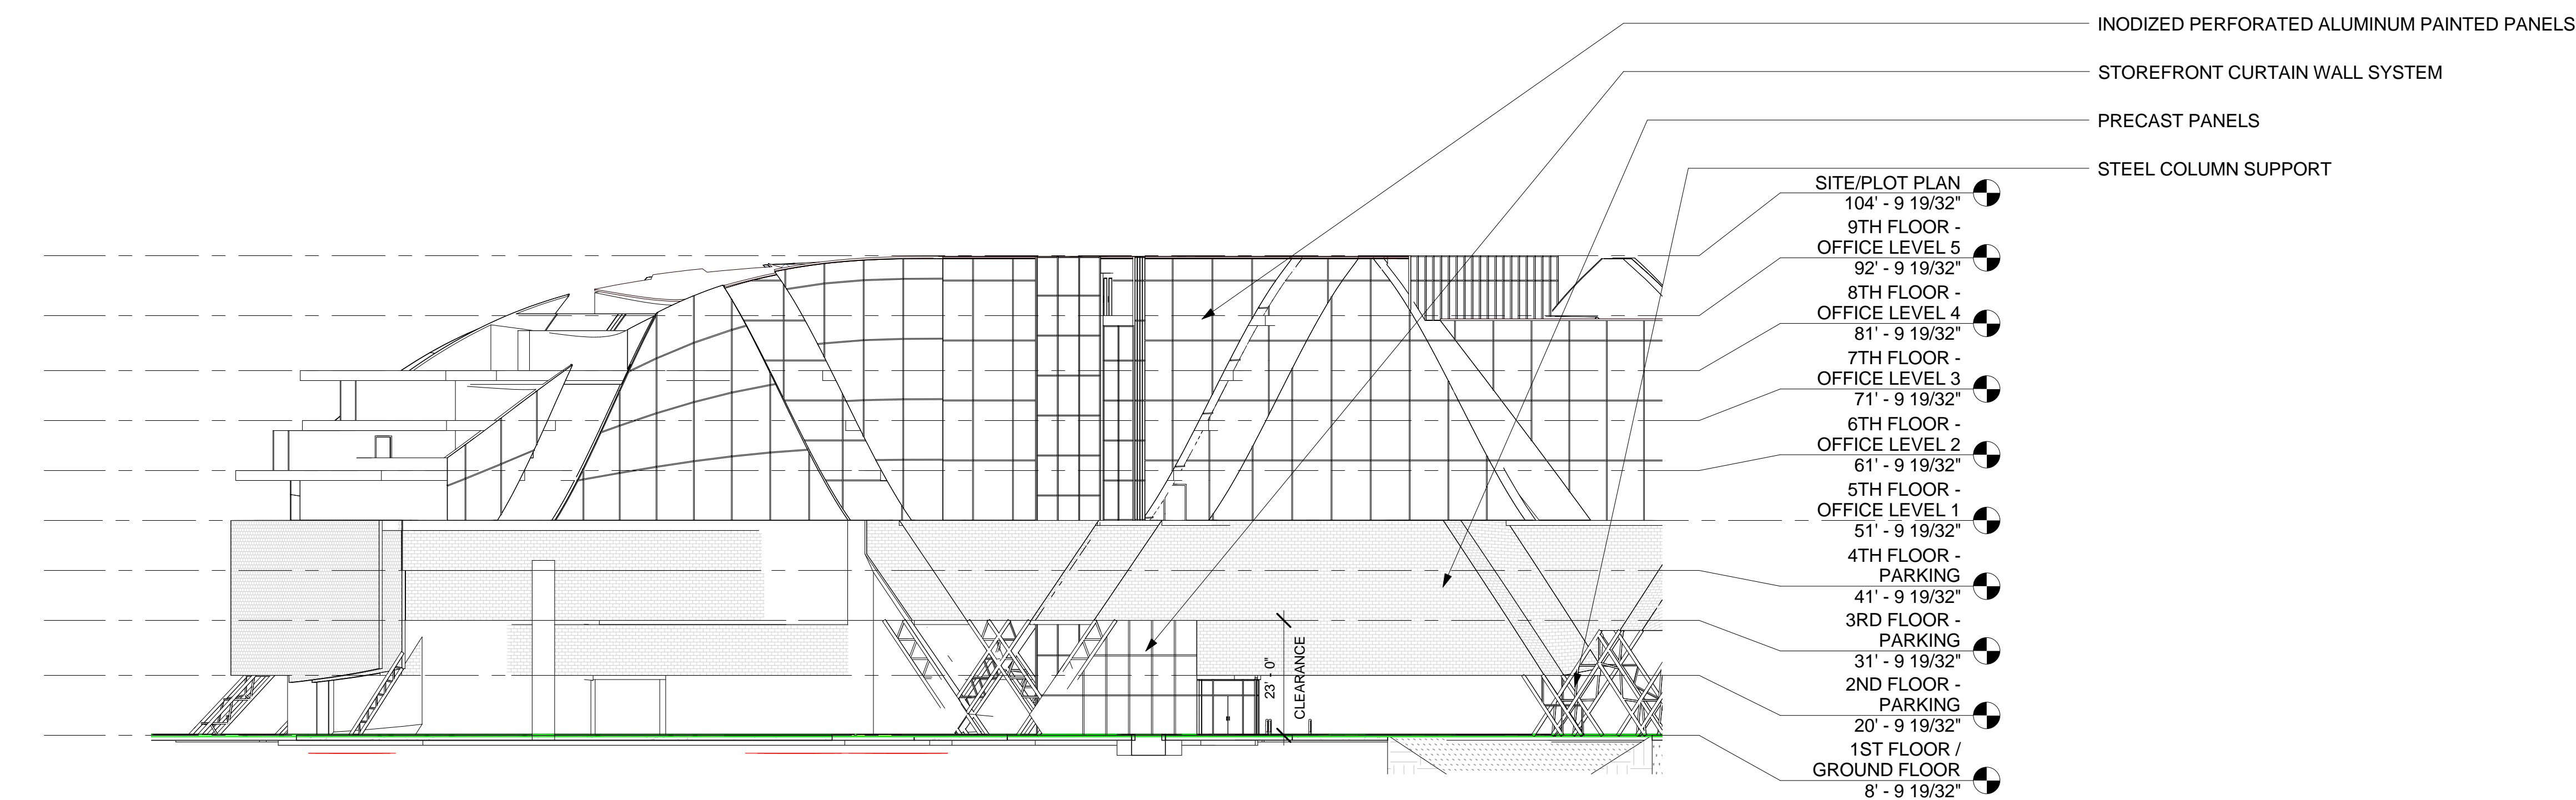 INODIZED PERFORATED ALUMINUM PAINTED PANELS
STOREFRONT CURTAIN WALL SYSTEM
PRECAST PANELS
STEEL COLUMN SUPPORT
SITE/PLOT PLAN
104' - 9 19/32"
9TH FLOOR -
OFFICE LEVEL 5
92' - 9 19/32"
8TH FLOOR -
OFFICE LEVEL 4
81' - 9 19/32"
7TH FLOOR -
OFFICE LEVEL 3
71' - 9 19/32"
6TH FLOOR -
OFFICE LEVEL 2
61' - 9 19/32"
5TH FLOOR -
OFFICE LEVEL 1
51' - 9 19/32"
4TH FLOOR -
PARKING
41' - 9 19/32"
3RD FLOOR -
PARKING
31' - 9 19/32"
2ND FLOOR -
PARKING
20' - 9 19/32"
1ST FLOOR /
GROUND FLOOR
8' - 9 19/32"
23' - 0"
CLEARANCE